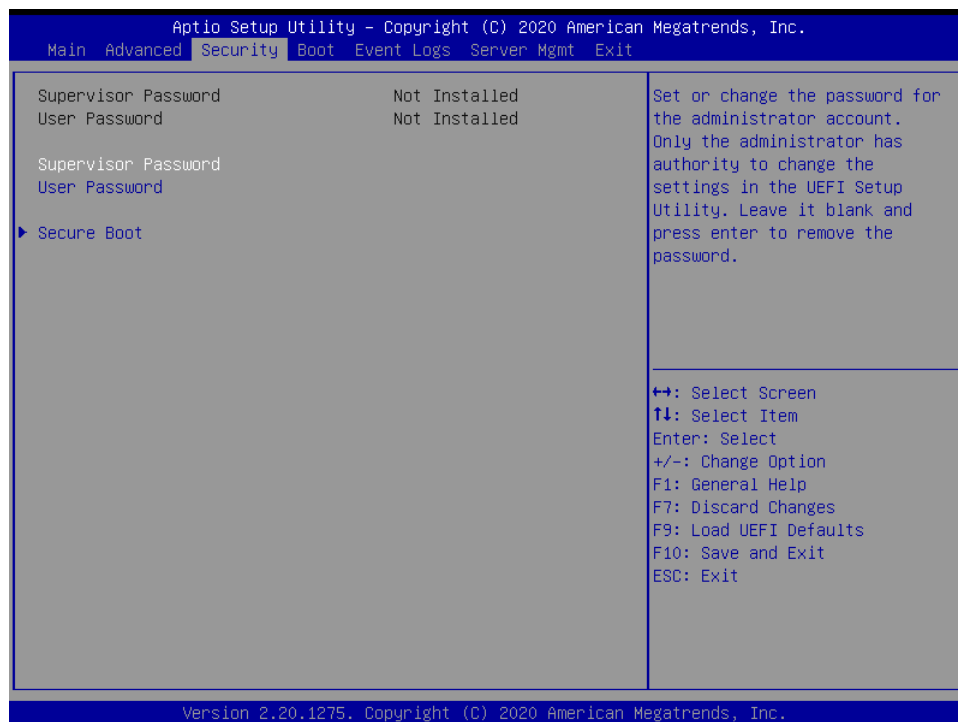 Aptio Setup Utility – Copyright (C) 2020 American Megatrends, Inc.
Main Advanced Security Boot Event Logs Server Mgmt Exit
Supervisor Password Not Installed
User Password Not Installed
Supervisor Password
User Password
Secure Boot
Set or change the password for
the administrator account.
Only the administrator has
authority to change the
settings in the UEFI Setup
Utility. Leave it blank and
press enter to remove the
password.
↔: Select Screen
↑↓: Select Item
Enter: Select
+/-: Change Option
F1: General Help
F7: Discard Changes
F9: Load UEFI Defaults
F10: Save and Exit
ESC: Exit
Version 2.20.1275. Copyright (C) 2020 American Megatrends, Inc.